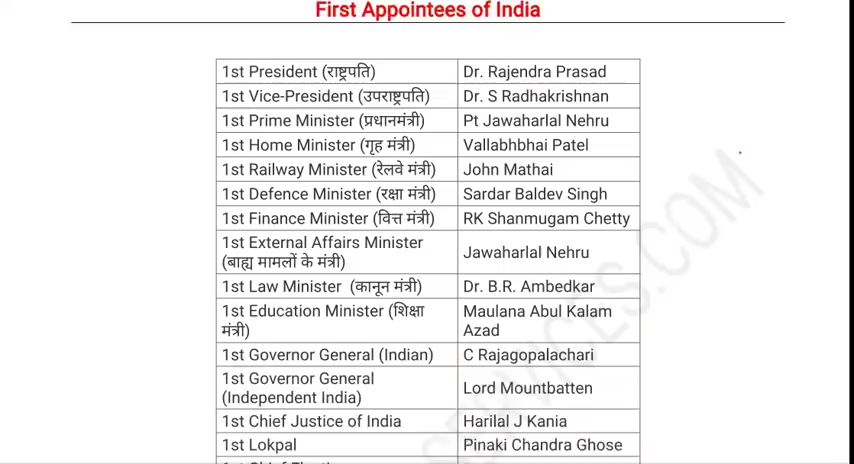 First Appointees of India
1st President (राष्ट्रपति) Dr. Rajendra Prasad
1st Vice-President (उपराष्ट्रपति) Dr. S Radhakrishnan
1st Prime Minister (प्रधानमंत्री) Pt Jawaharlal Nehru
1st Home Minister (गृह मंत्री) Vallabhbhai Patel
1st Railway Minister (रेलवे मंत्री) John Mathai
1st Defence Minister (रक्षा मंत्री) Sardar Baldev Singh
1st Finance Minister (वित्त मंत्री) RK Shanmugam Chetty
1st External Affairs Minister
(बाह्य मामलों के मंत्री)
Jawaharlal Nehru
1st Law Minister (कानून मंत्री) Dr. B.R. Ambedkar
1st Education Minister (शिक्षा
मंत्री)
Maulana Abul Kalam
Azad
1st Governor General (Indian) C Rajagopalachari
1st Governor General
(Independent India)
Lord Mountbatten
1st Chief Justice of India Harilal J Kania
1st Lokpal Pinaki Chandra Ghose
SERVICES.COM